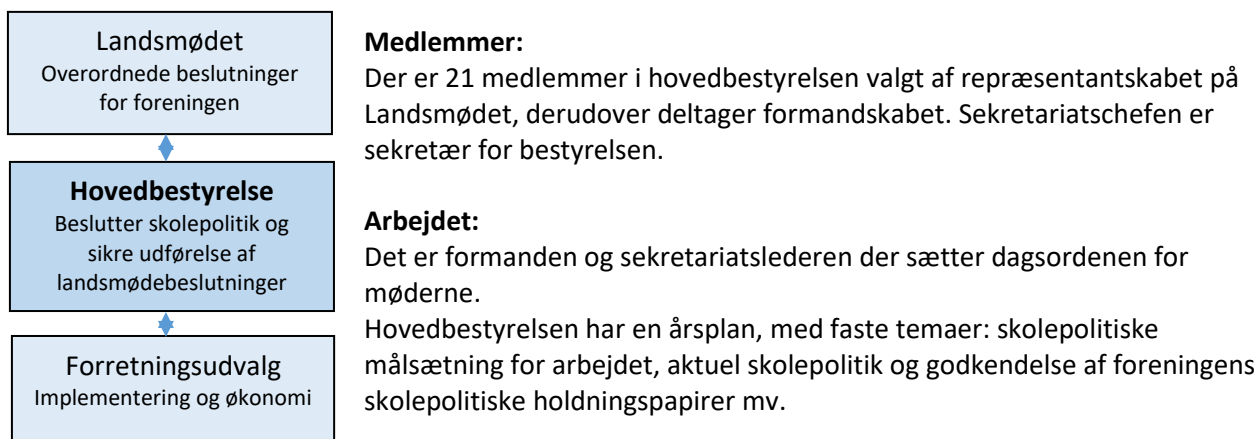 Landsmødet
Overordnede beslutninger
for foreningen
Hovedbestyrelse
Beslutter skolepolitik og
sikre udførelse af
landsmødebeslutninger
Forretningsudvalg
Implementering og økonomi
Medlemmer:
Der er 21 medlemmer i hovedbestyrelsen valgt af repræsentantskabet på
Landsmødet, derudover deltager formandskabet. Sekretariatschefen er
sekretær for bestyrelsen.
Arbejdet:
Det er formanden og sekretariatslederen der sætter dagsordenen for
møderne.
Hovedbestyrelsen har en årsplan, med faste temaer: skolepolitiske
målsætning for arbejdet, aktuel skolepolitik og godkendelse af foreningens
skolepolitiske holdningspapirer mv.